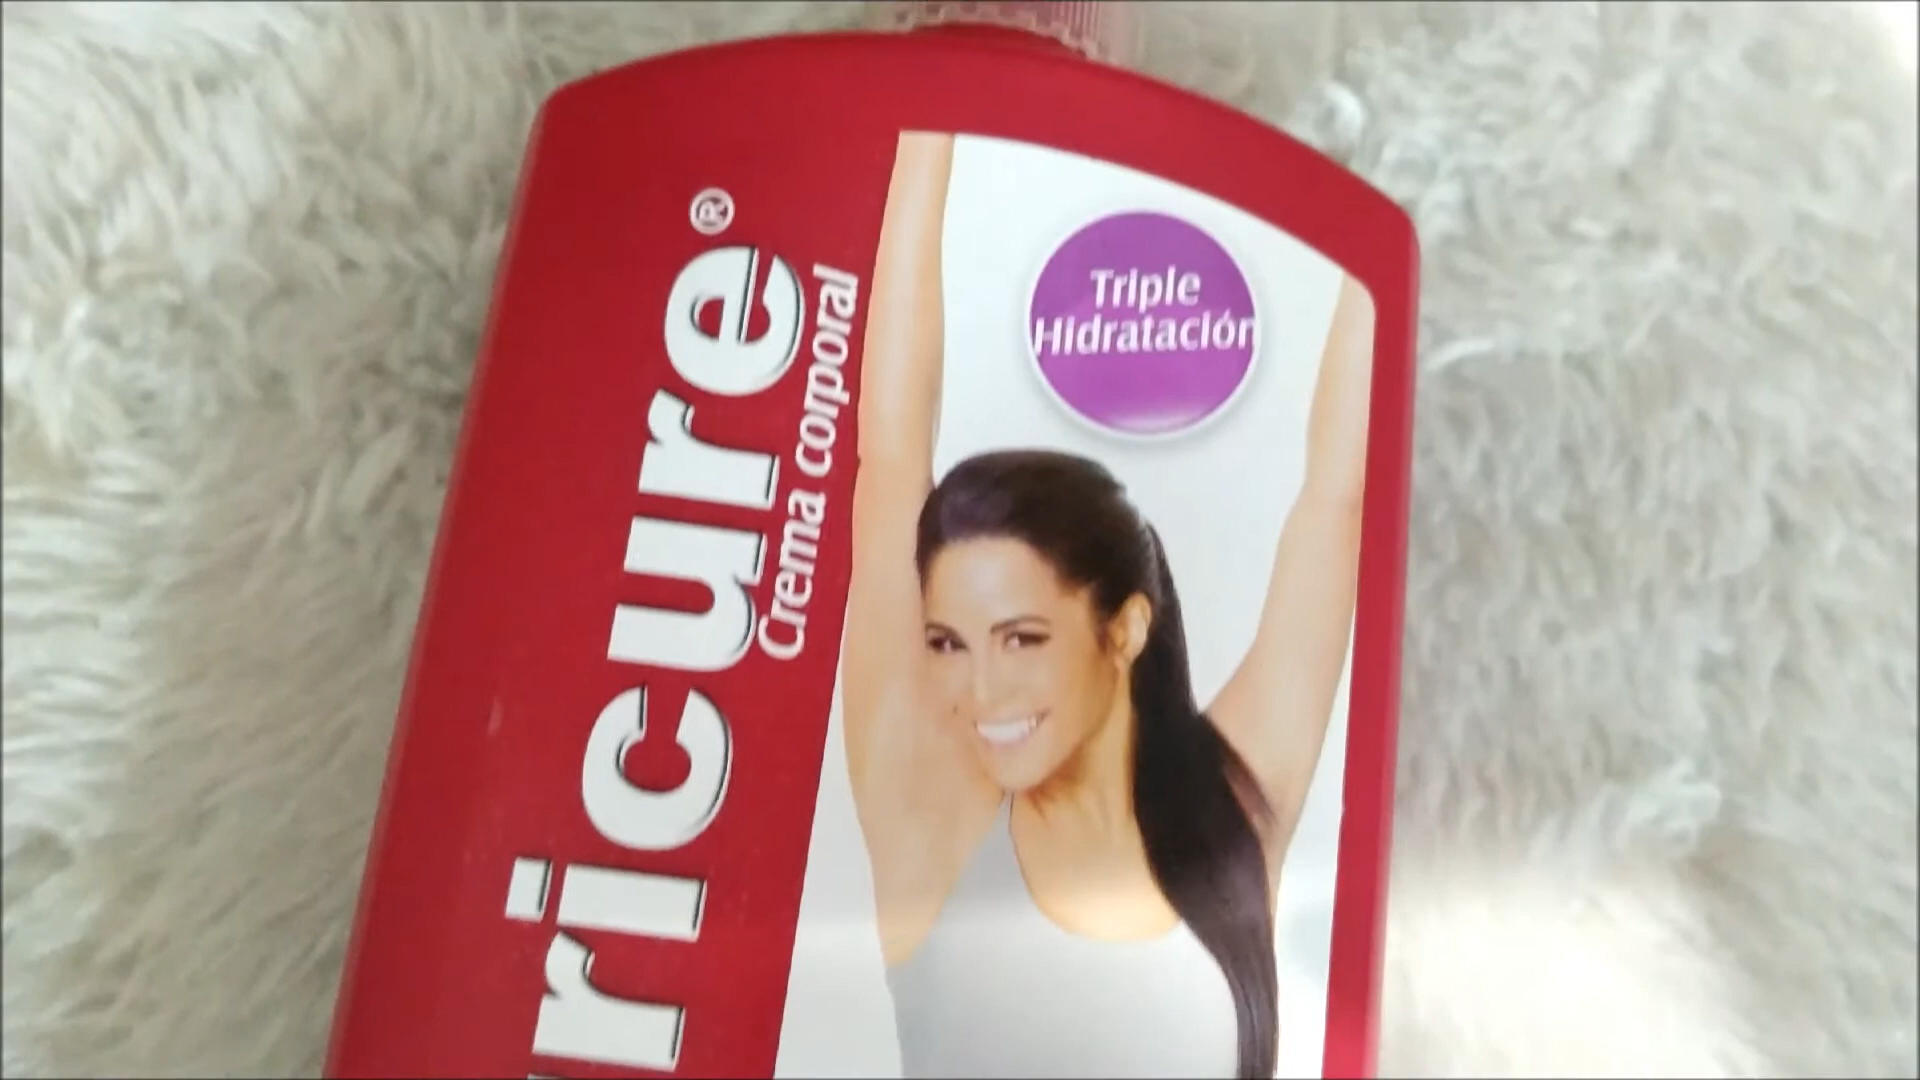 ricure®
Crema corporal
Triple
Hidratación